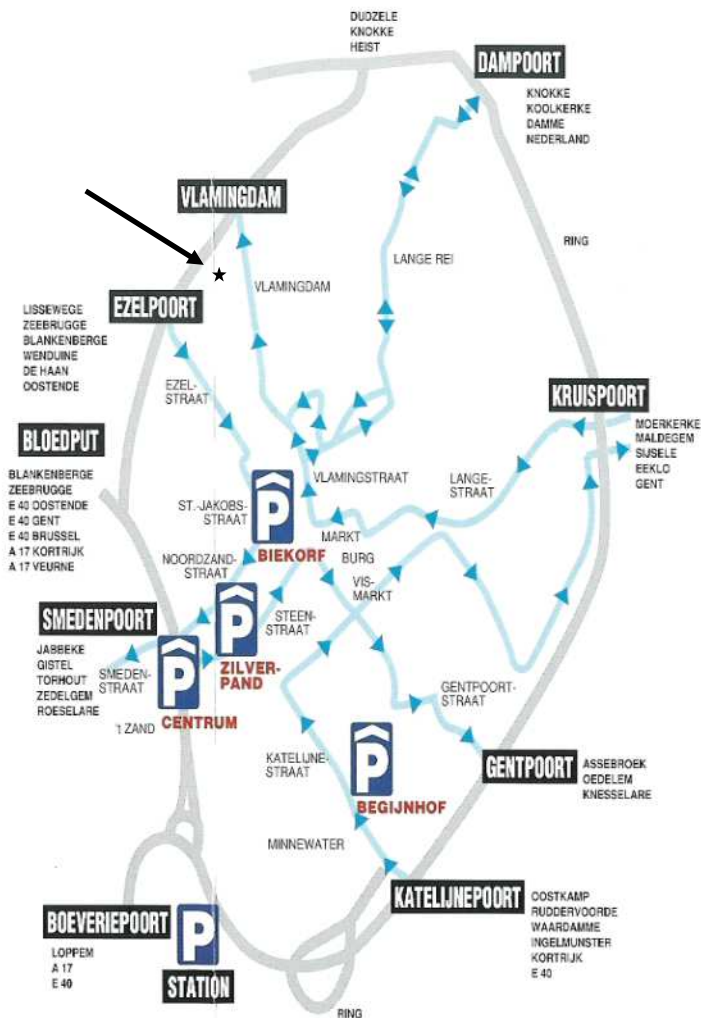 DUDZELE
KNOKKE
HEIST
DAMPOORT
KNOKKE
KOOLKERKE
DAMME
NEDERLAND
VLAMINGDAM
RING
LANGE REI
VLAMINGDAM
EZELPOORT
LISSEWEGE
ZEEBRUGGE
BLANKENBERGE
WENDUINE
DE HAAN
OOSTENDE
EZEL-
STRAAT
KRUISPOORT
MOERKERKE
MALDEGEM
SIJSELE
EEKLO
GENT
BLOEDPUT
BLANKENBERGE
ZEEBRUGGE
E 40 OOSTENDE
E 40 GENT
E 40 BRUSSEL
A 17 KORTRIJK
A 17 VEURNE
VLAMINGSTRAAT
LANGE-
STRAAT
ST.-JAKOBS-
STRAAT
P
BIEKORF
MARKT
BURG
VIS-
MARKT
NOORDZAND-
STRAAT
SMEDENPOORT
JABBEKE
GISTEL
TORHOUT
ZEDELGEM
ROESELARE
SMEDEN-
STRAAT
P
ZILVER-
PAND
STEEN-
STRAAT
P
CENTRUM
'T ZAND
GENTPOORT-
STRAAT
KATELIJNE-
STRAAT
P
BEGIJNHOF
GENTPOORT
ASSEBROEK
OEDELEM
KNESSELARE
MINNEWATER
KATELIJNEPOORT
OOSTKAMP
RUDDERVOORDE
WAARDAMME
INGELMUNSTER
KORTRIJK
E 40
BOEVERIEPOORT
LOPPEM
A 17
E 40
P
STATION
RING